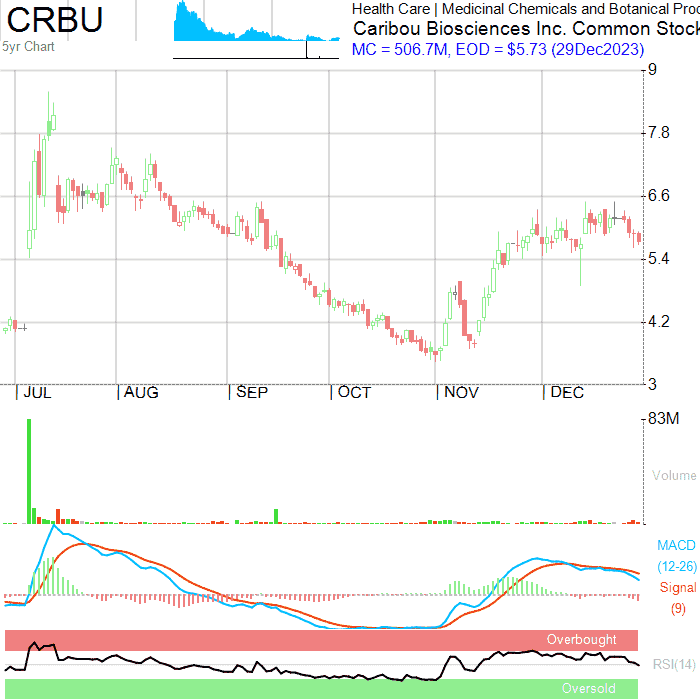 CRBU
5yr Chart
Health Care | Medicinal Chemicals and Botanical Proc
Caribou Biosciences Inc. Common Stock
MC = 506.7M, EOD = $5.73 (29Dec2023)
9
7.8
6.6
5.4
4.2
3
| JUL | AUG | SEP | OCT | NOV | DEC
83M
Volume
MACD
(12-26)
Signal
(9)
Overbought
RSI(14)
Oversold